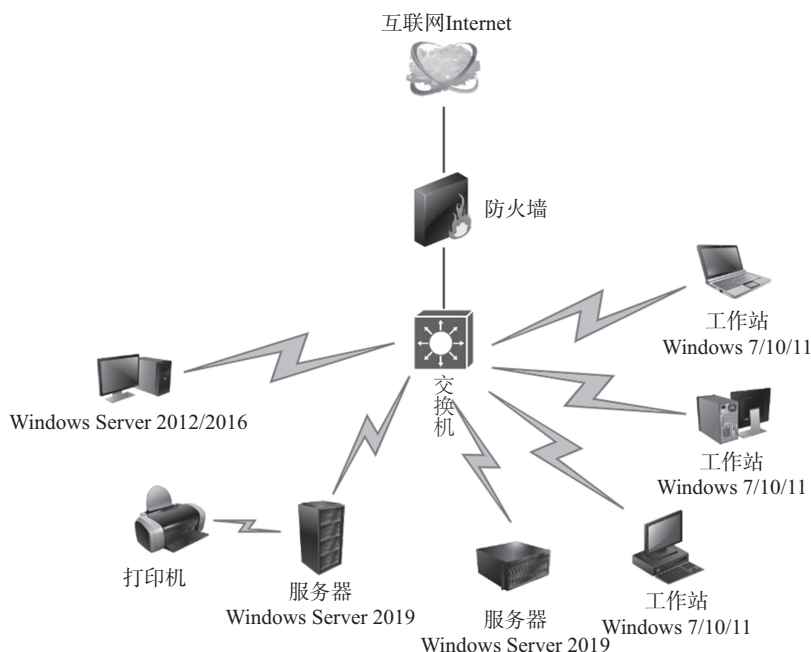 互联网Internet
防火墙
工作站
Windows 7/10/11
交换机
Windows Server 2012/2016
工作站
Windows 7/10/11
打印机
服务器
Windows Server 2019
服务器
Windows Server 2019
工作站
Windows 7/10/11